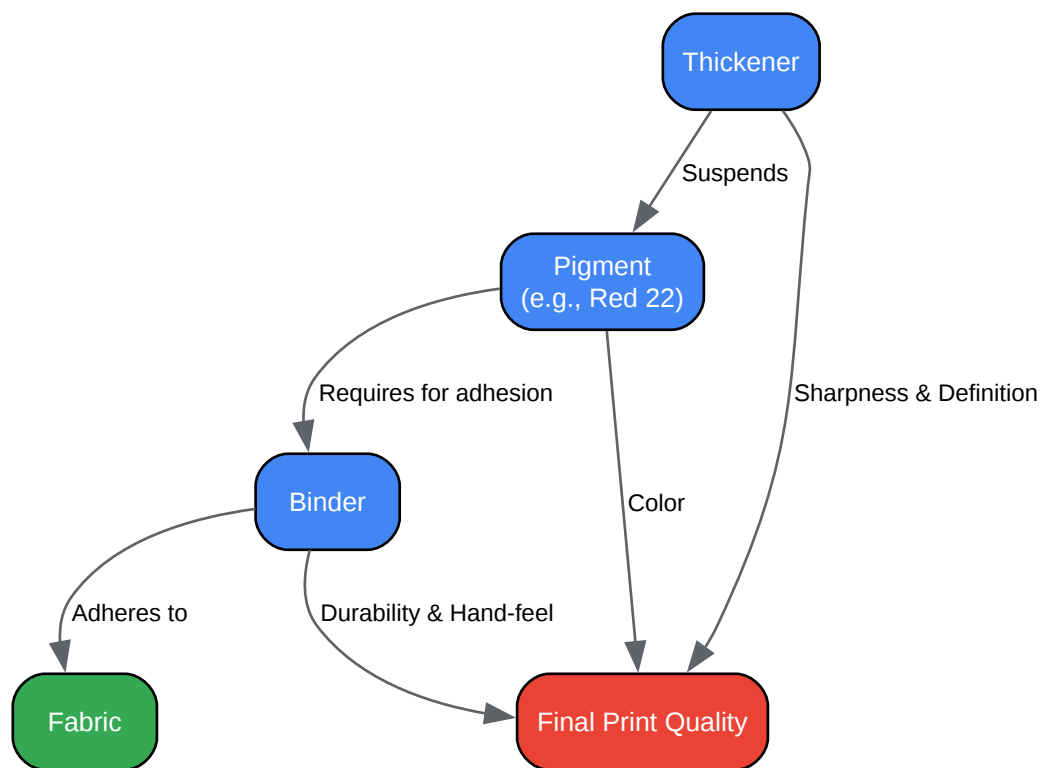 Thickener
Suspends
Pigment
(e.g., Red 22)
Requires for adhesion
Sharpness & Definition
Binder
Color
Adheres to
Durability & Hand-feel
Fabric
Final Print Quality